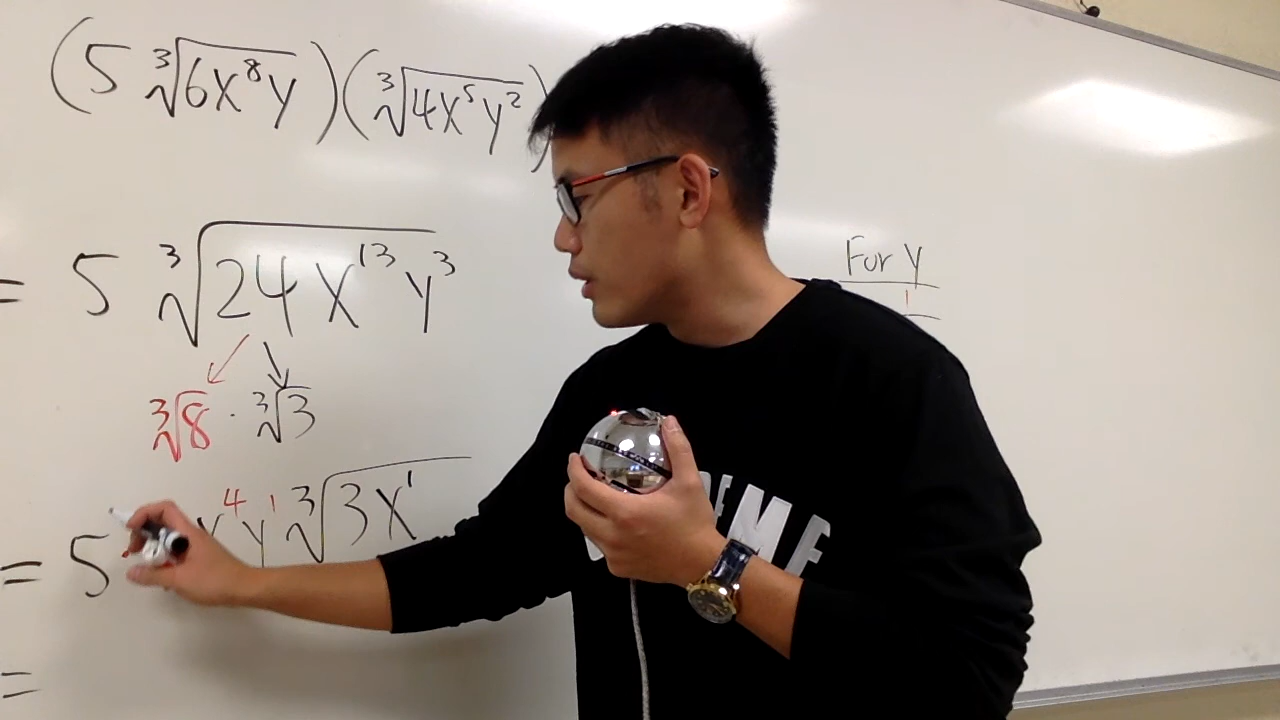 (5 ∛6x⁸y)(∛4x⁵y²)
= 5 ∛24x¹³y³
For y
1
∛8 · ∛3
= 5 · x⁴y¹ ∛3x¹
=